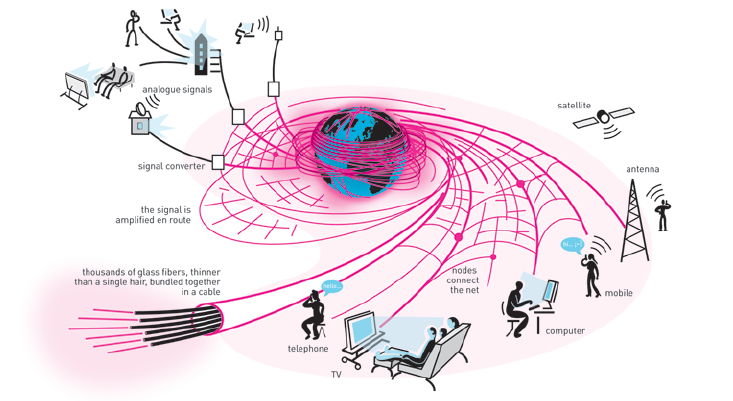 analogue signals
satellite
signal converter
antenna
the signal is
amplified en route
thousands of glass fibers, thinner
than a single hair, bundled together
in a cable
nodes
connect
the net
hello...
mobile
computer
telephone
TV